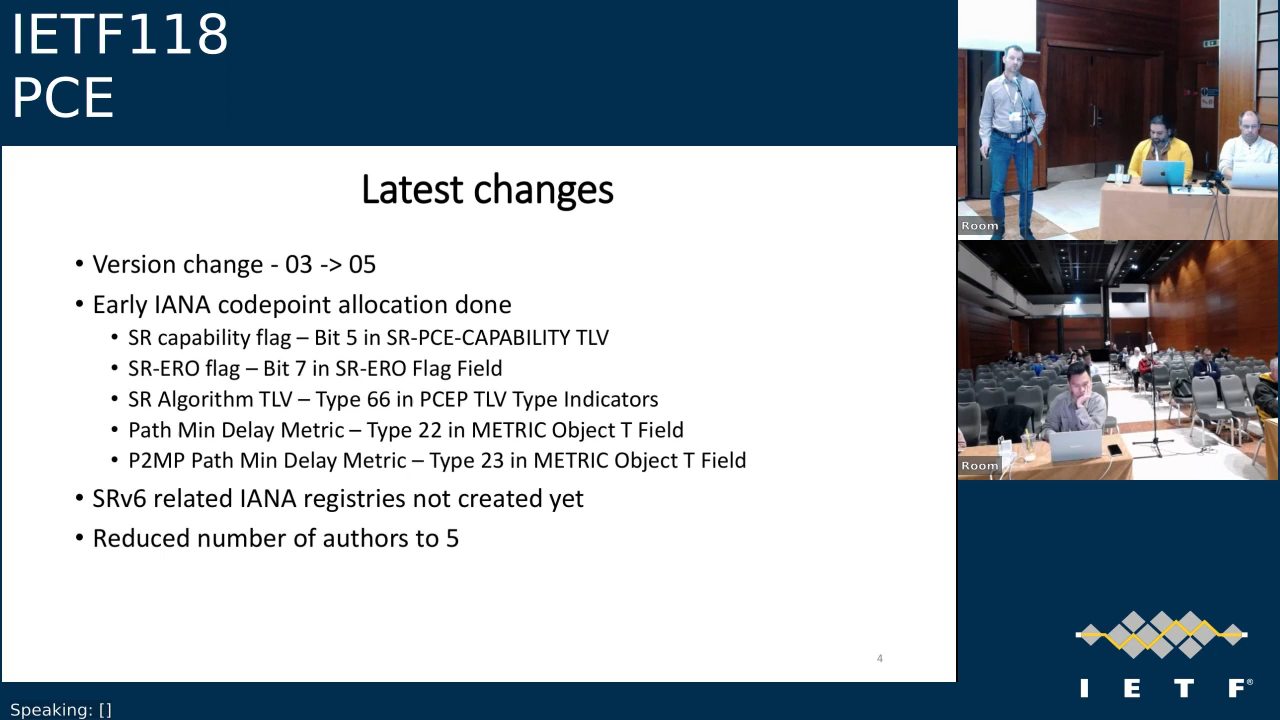 IETF118
PCE
Latest changes
• Version change - 03 -> 05
• Early IANA codepoint allocation done
• SR capability flag – Bit 5 in SR-PCE-CAPABILITY TLV
• SR-ERO flag – Bit 7 in SR-ERO Flag Field
• SR Algorithm TLV – Type 66 in PCEP TLV Type Indicators
• Path Min Delay Metric – Type 22 in METRIC Object T Field
• P2MP Path Min Delay Metric – Type 23 in METRIC Object T Field
• SRv6 related IANA registries not created yet
• Reduced number of authors to 5
4
Room
Room
I E T F®
Speaking: []